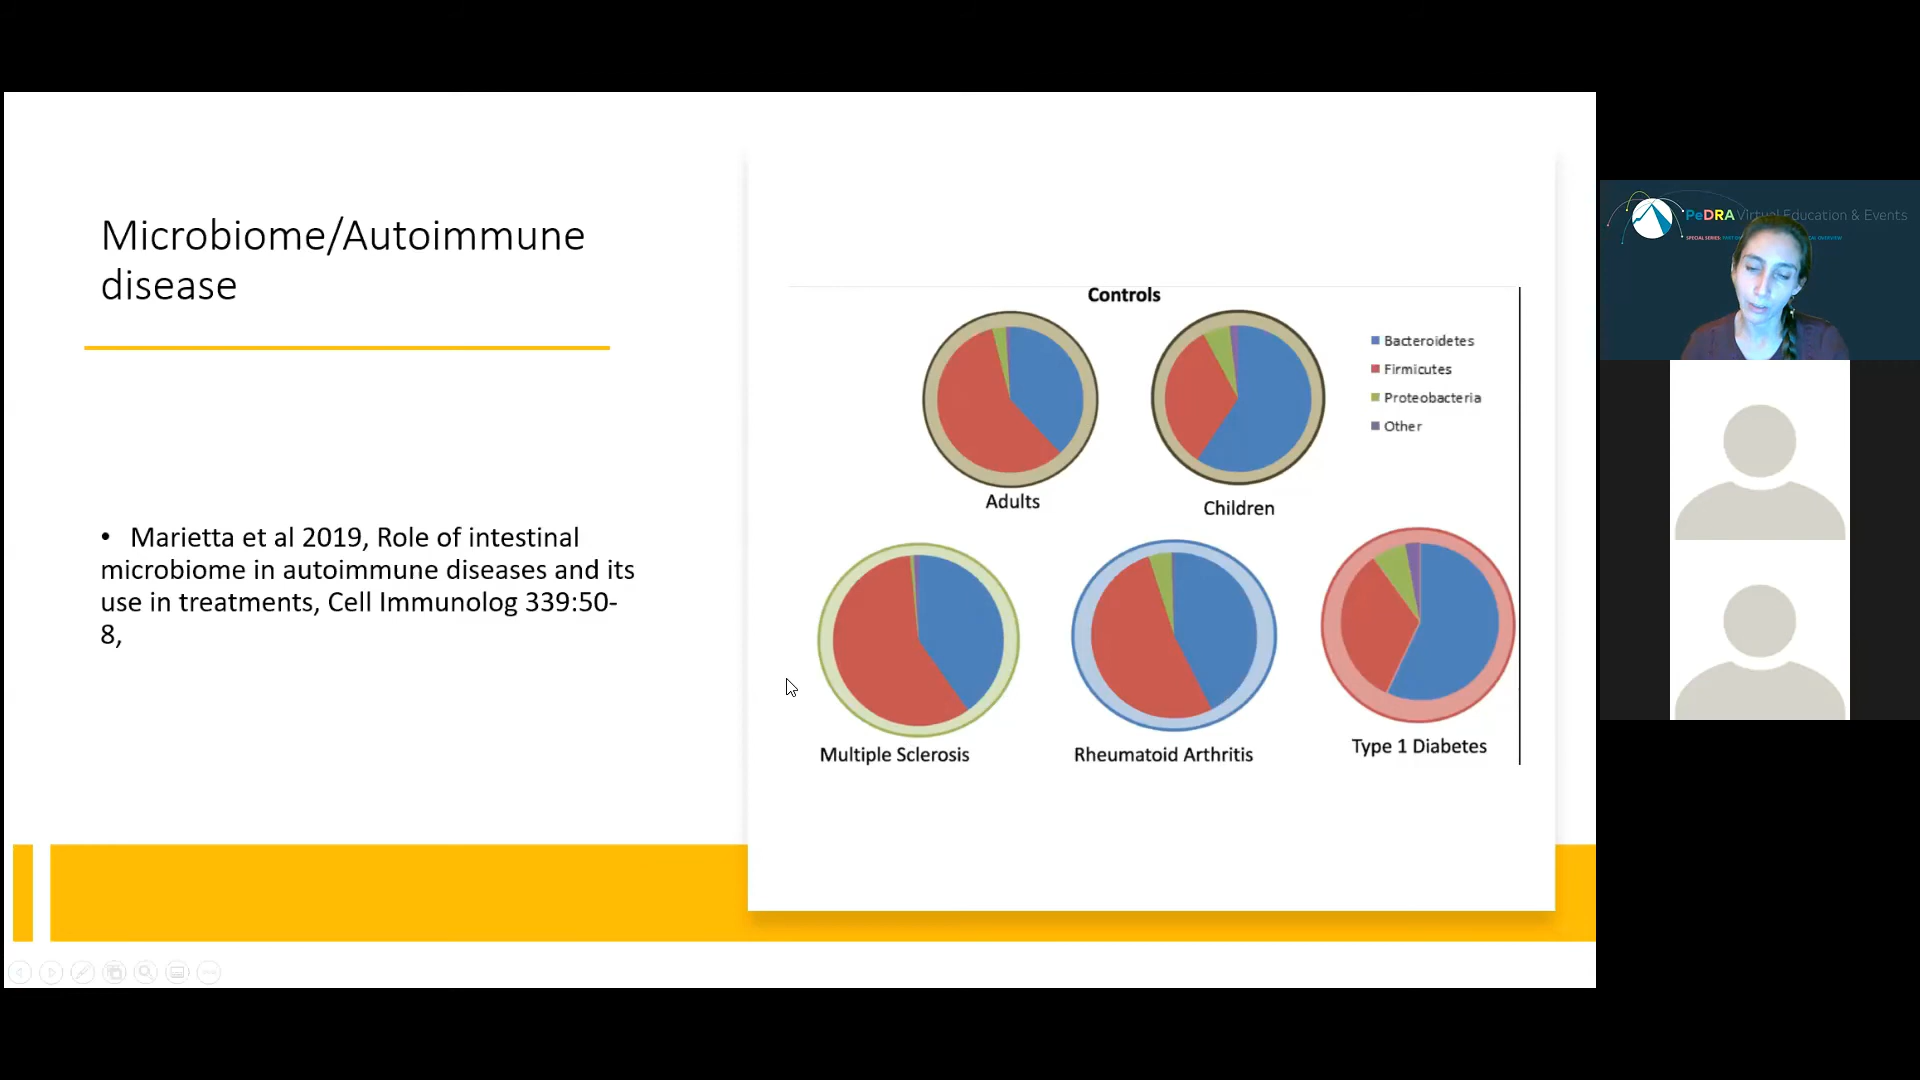 Microbiome/Autoimmune
disease
• Marietta et al 2019, Role of intestinal
microbiome in autoimmune diseases and its
use in treatments, Cell Immunolog 339:50-
8,
Controls
Adults
Children
Bacteroidetes
Firmicutes
Proteobacteria
Other
Multiple Sclerosis
Rheumatoid Arthritis
Type 1 Diabetes
PeDRA Virtual Education & Events
SPECIAL SERIES: